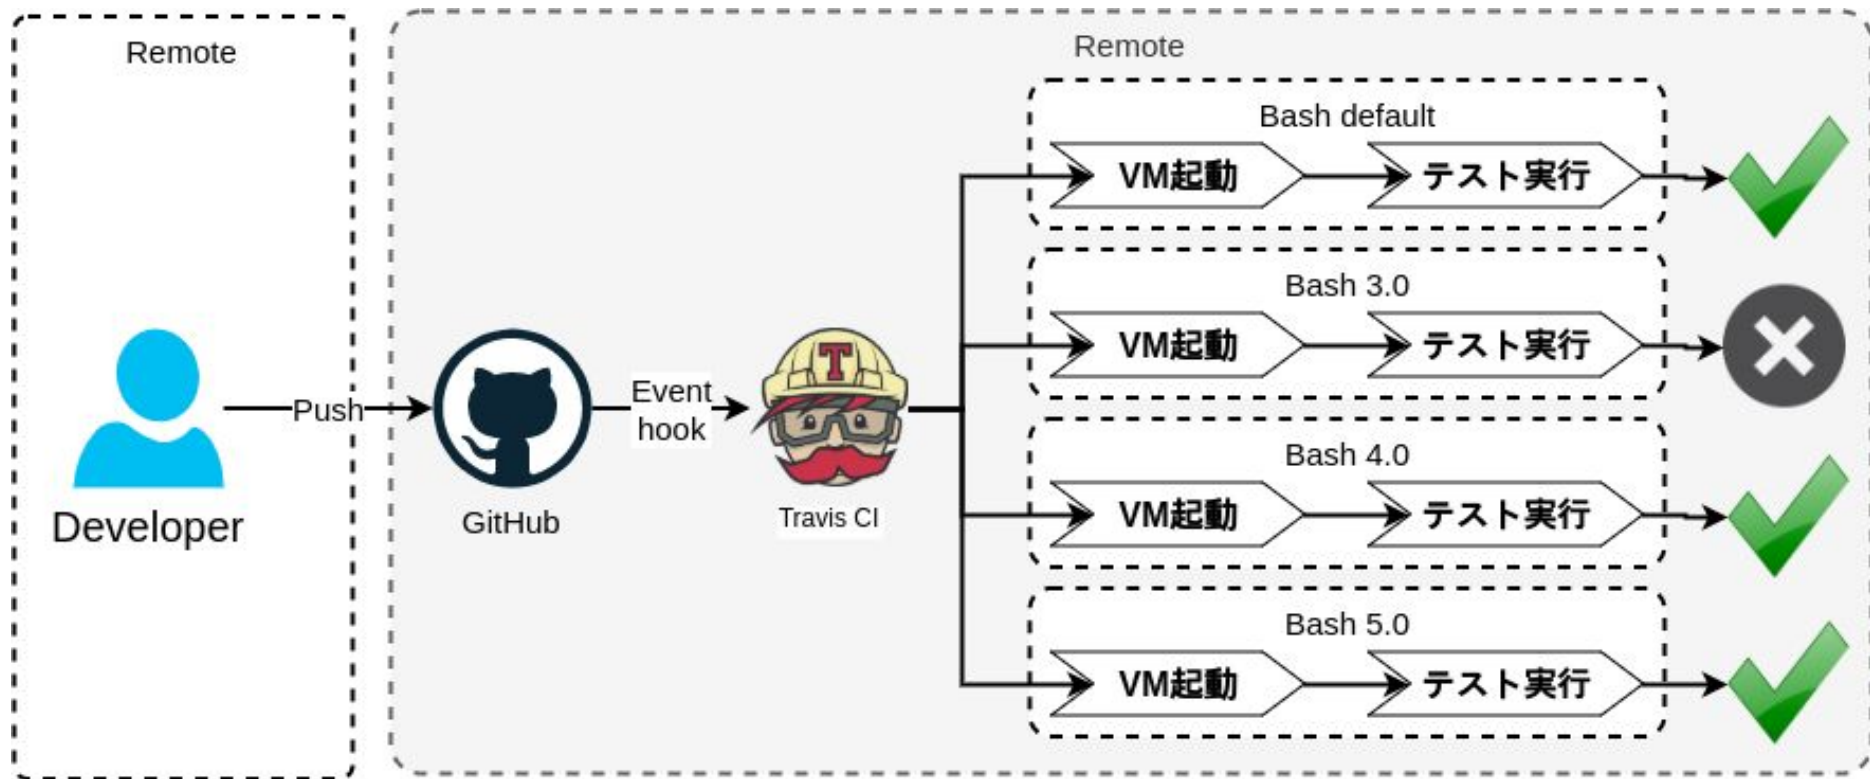 Remote
Developer
Push
Remote
GitHub
Event
hook
T
Travis CI
Bash default
VM起動
テスト実行
Bash 3.0
VM起動
テスト実行
Bash 4.0
VM起動
テスト実行
Bash 5.0
VM起動
テスト実行